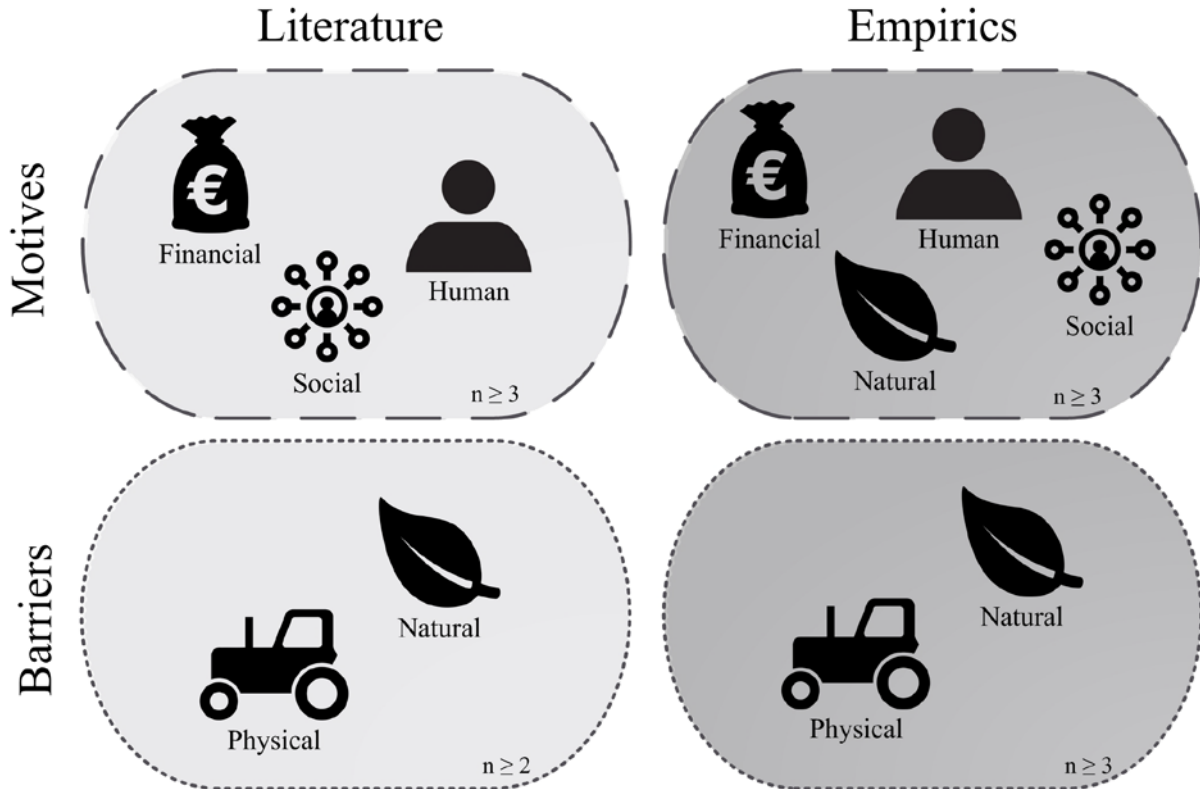 Literature
Empirics
Motives
€
Financial
Human
Social
n ≥ 3
€
Financial
Human
Social
Natural
n ≥ 3
Barriers
Natural
Physical
n ≥ 2
Natural
Physical
n ≥ 3